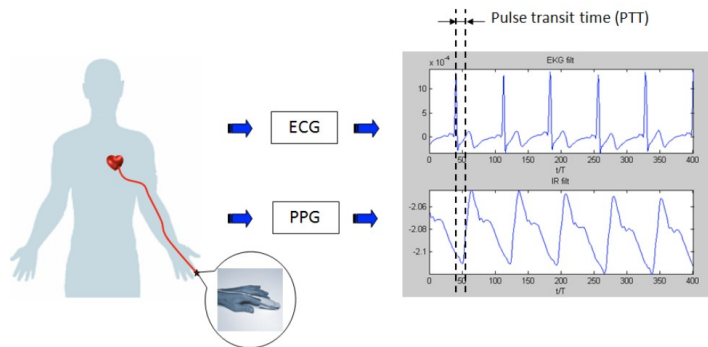 Pulse transit time (PTT)
EKG filt
x 10⁻⁴
10
5
0
0 50 100 150 200 250 300 350 400
t/T
ECG
IR filt
-2.06
-2.08
-2.1
0 50 100 150 200 250 300 350 400
t/T
PPG